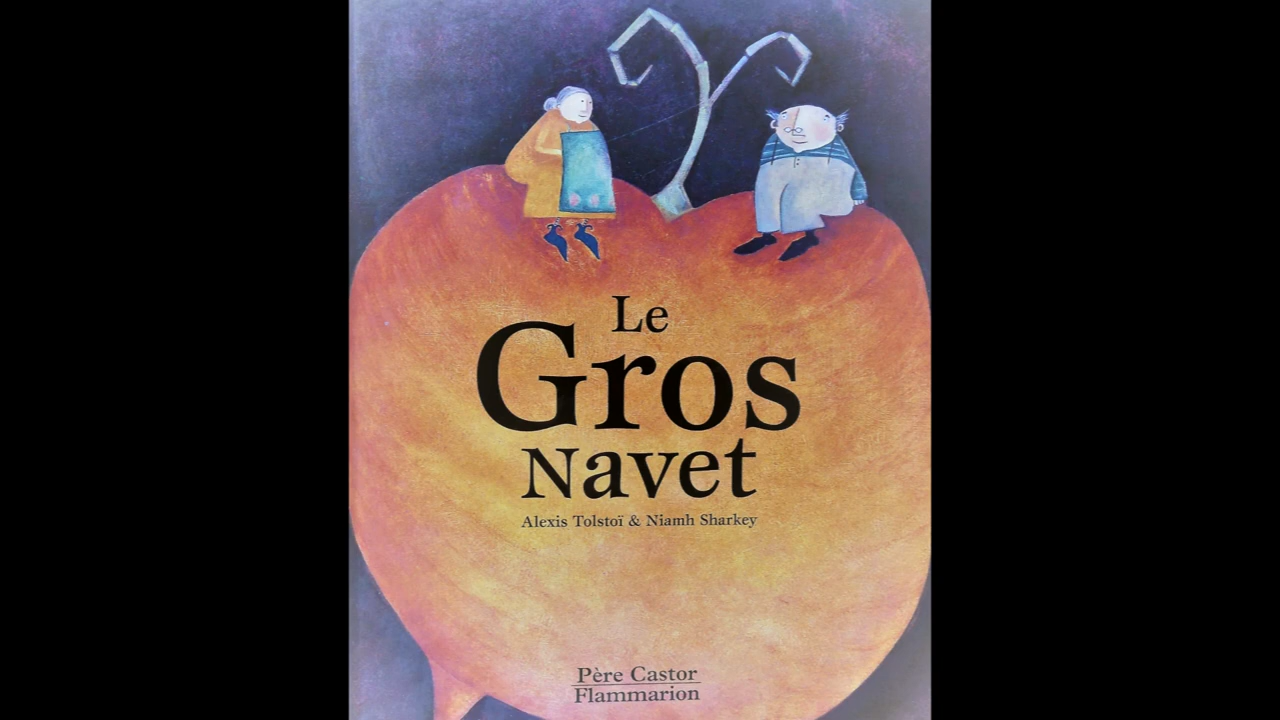 Le
Gros
Navet
Alexis Tolstoï & Niamh Sharkey
Père Castor
Flammarion